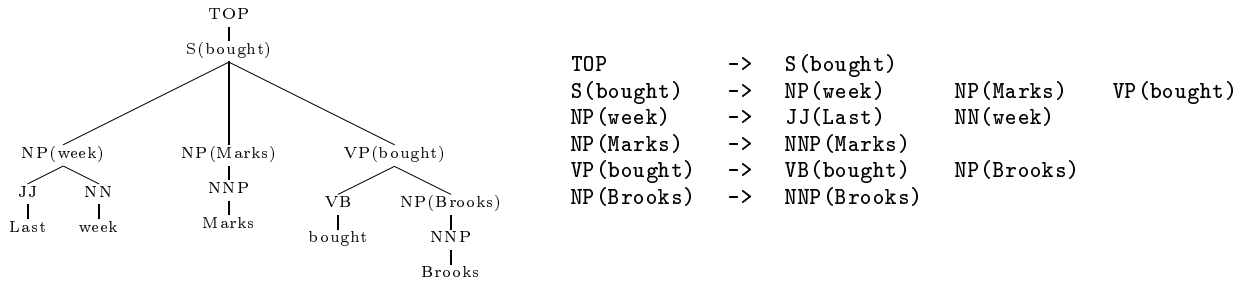 TOP
S(bought)
NP(week) NP(Marks) VP(bought)
JJ NN NNP VB NP(Brooks)
Last week Marks bought NNP
Brooks
TOP -> S(bought)
S(bought) -> NP(week) NP(Marks) VP(bought)
NP(week) -> JJ(Last) NN(week)
NP(Marks) -> NNP(Marks)
VP(bought) -> VB(bought) NP(Brooks)
NP(Brooks) -> NNP(Brooks)